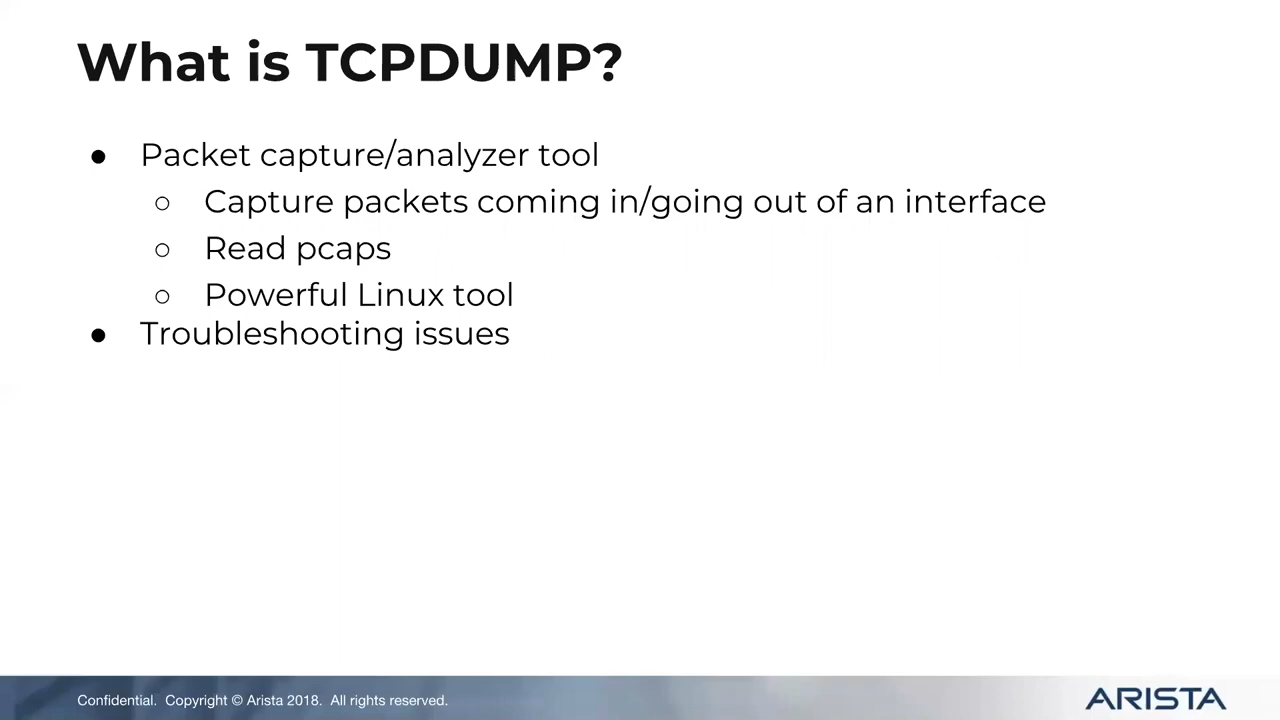 What is TCPDUMP?
● Packet capture/analyzer tool
○ Capture packets coming in/going out of an interface
○ Read pcaps
○ Powerful Linux tool
● Troubleshooting issues
Confidential. Copyright © Arista 2018. All rights reserved.
ARISTA